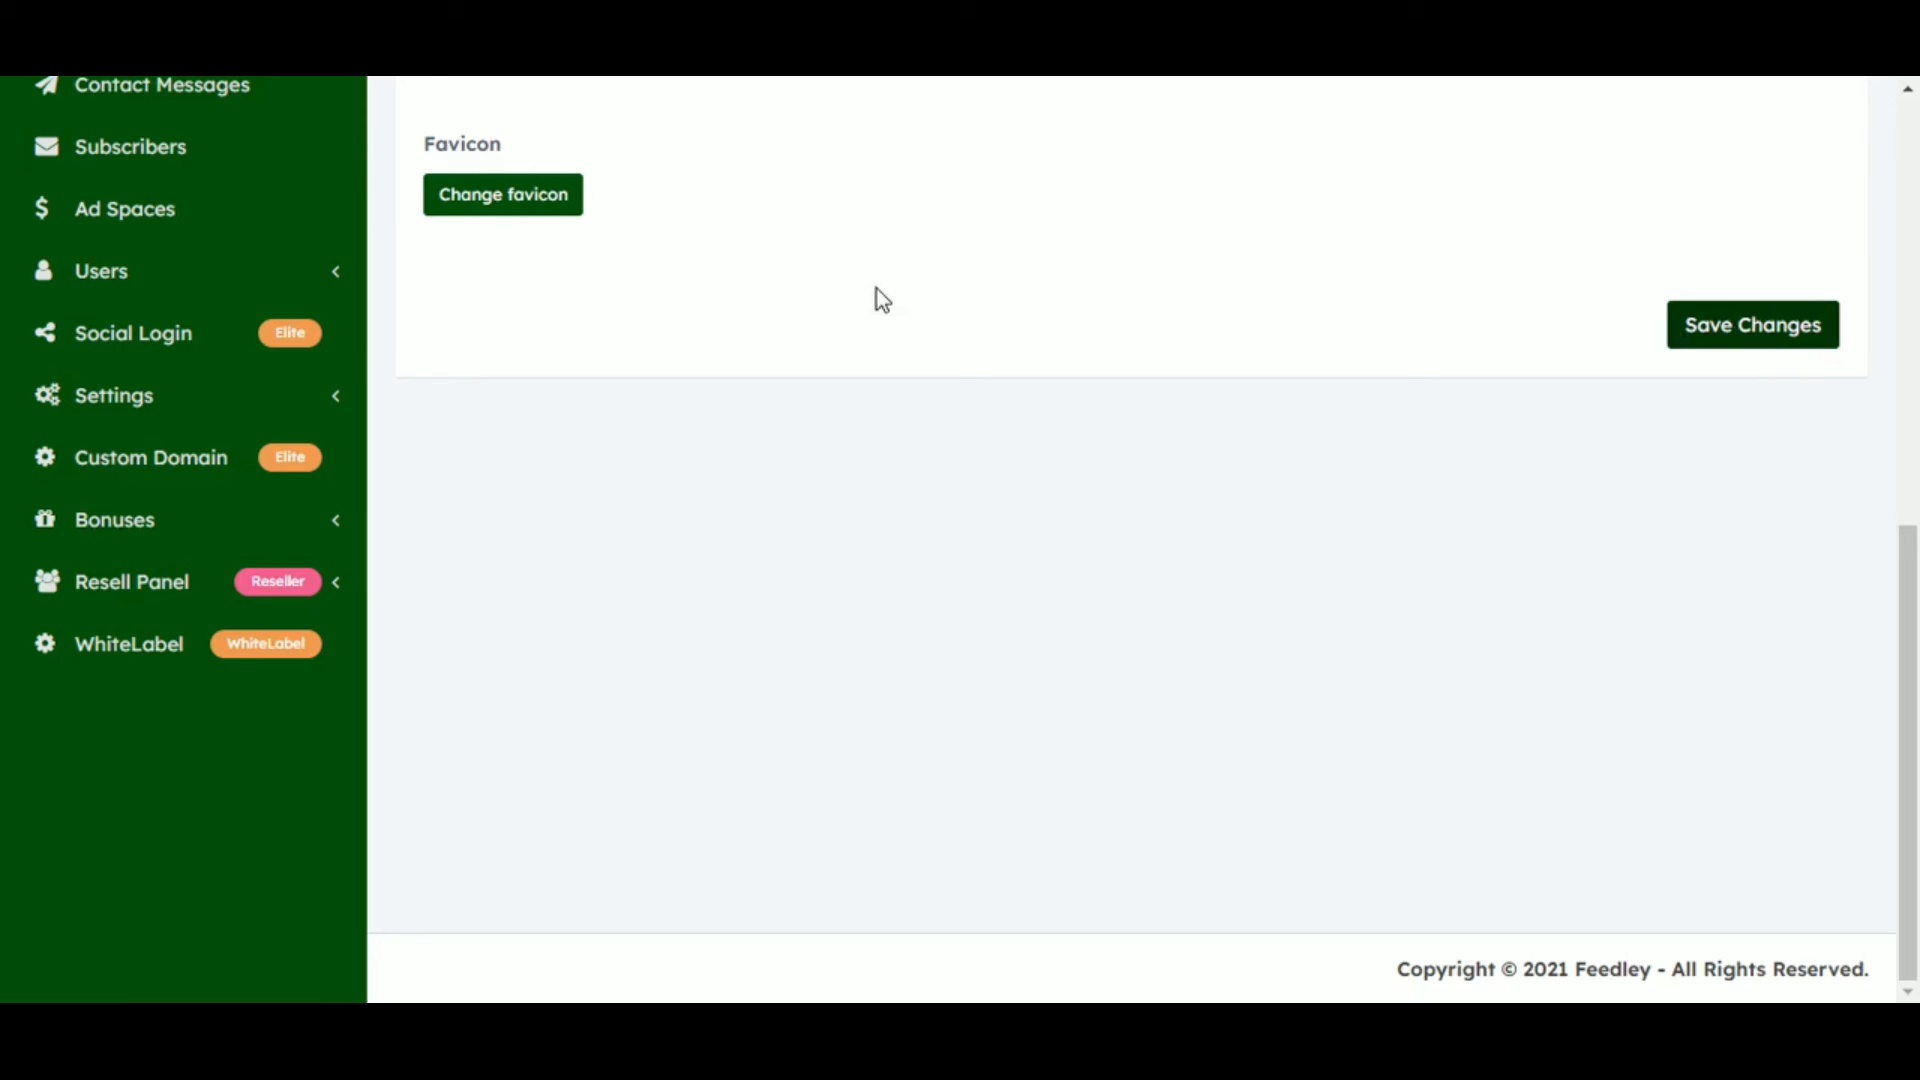 Contact Messages
Subscribers
Ad Spaces
Users
Social Login Elite
Settings
Custom Domain Elite
Bonuses
Resell Panel Reseller
WhiteLabel WhiteLabel
Favicon
Change favicon
Save Changes
Copyright © 2021 Feedley - All Rights Reserved.